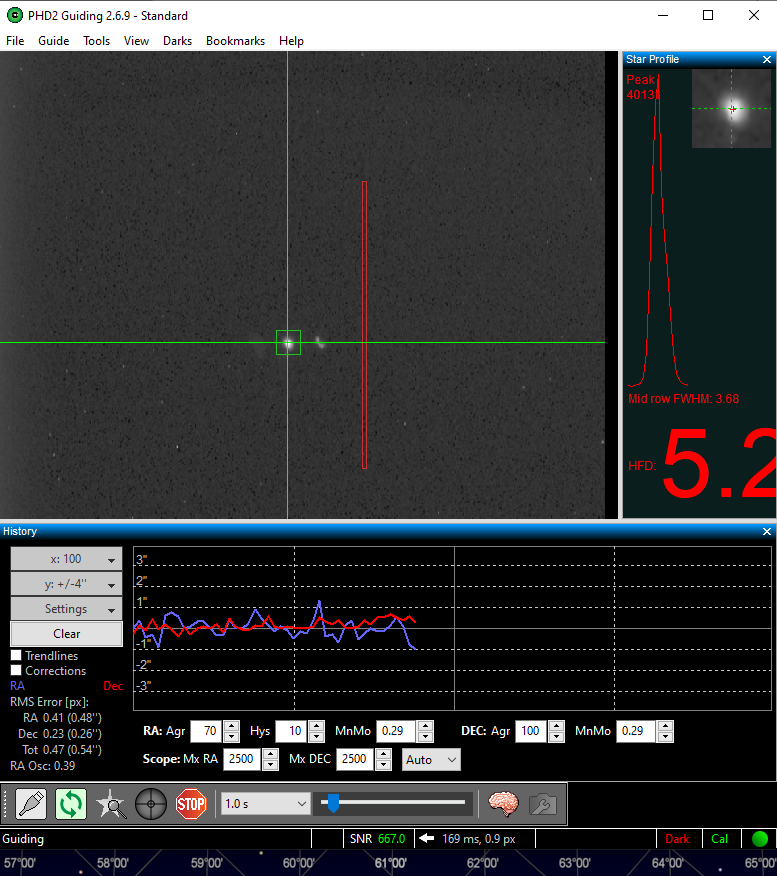 PHD2 Guiding 2.6.9 - Standard
File Guide Tools View Darks Bookmarks Help
Star Profile
Peak
4013
Mid row FWHM: 3.68
HFD: 5.2
History
x: 100
y: +/-4"
Settings
Clear
Trendlines
Corrections
RA Dec
RMS Error [px]:
RA 0.41 (0.48")
Dec 0.23 (0.26")
Tot 0.47 (0.54")
RA Osc: 0.39
3"
2"
1"
-1"
-2"
-3"
RA: Agr 70 Hys 10 MnMo 0.29 DEC: Agr 100 MnMo 0.29
Scope: Mx RA 2500 Mx DEC 2500 Auto
STOP 1.0 s
Guiding SNR 667.0 169 ms, 0.9 px Dark Cal
57°00' 58°00' 59°00' 60°00' 61°00' 62°00' 63°00' 64°00' 65°00'